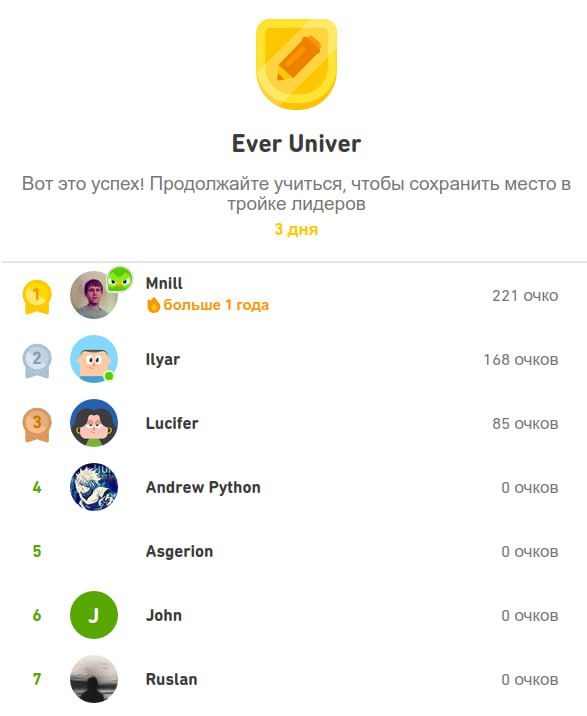 Ever Univer
Вот это успех! Продолжайте учиться, чтобы сохранить место в
тройке лидеров
3 дня
1
Mnill
больше 1 года
221 очко
2
Ilyar
168 очков
3
Lucifer
85 очков
4
Andrew Python
0 очков
5
Asgerion
0 очков
6
J
John
0 очков
7
Ruslan
0 очков